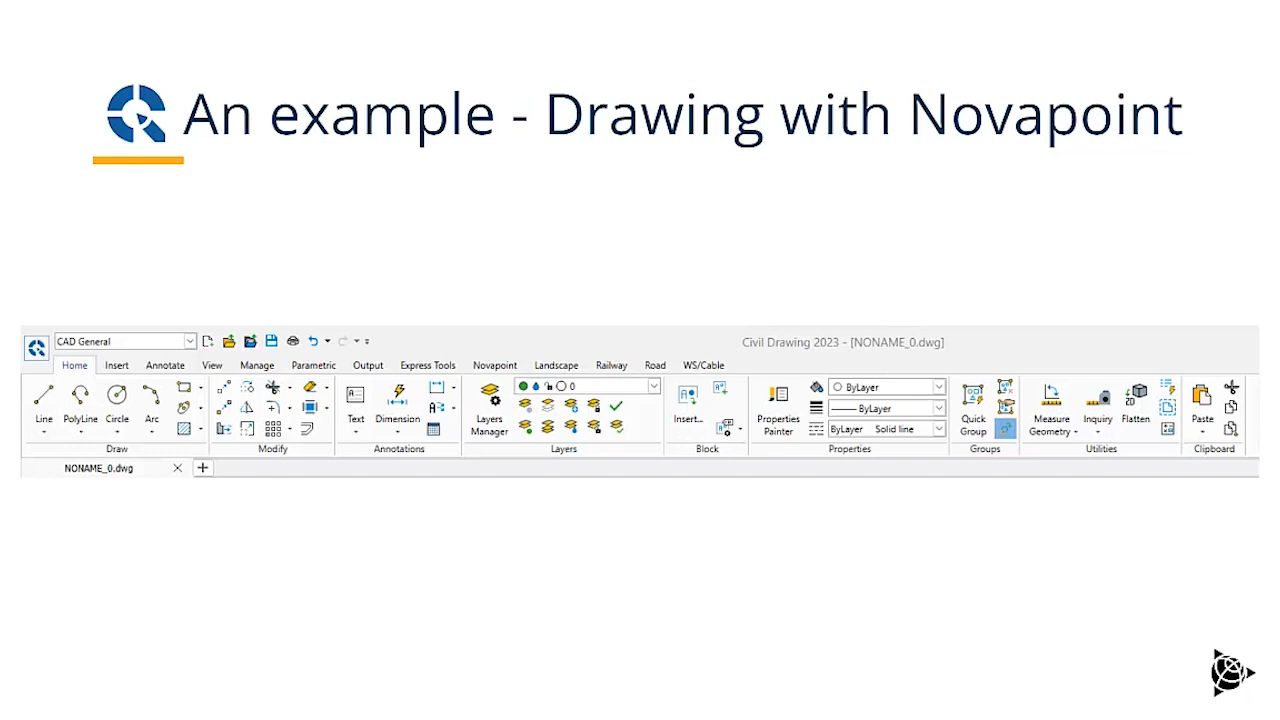 An example - Drawing with Novapoint
CAD General
Civil Drawing 2023 - [NONAME_0.dwg]
Home Insert Annotate View Manage Parametric Output Express Tools Novapoint Landscape Railway Road WS/Cable
0
ByLayer
ByLayer
ByLayer Solid line
Line PolyLine Circle Arc Text Dimension Layers Manager Insert... Properties Painter Quick Group Measure Geometry Inquiry Flatten Paste
Draw Modify Annotations Layers Block Properties Groups Utilities Clipboard
NONAME_0.dwg